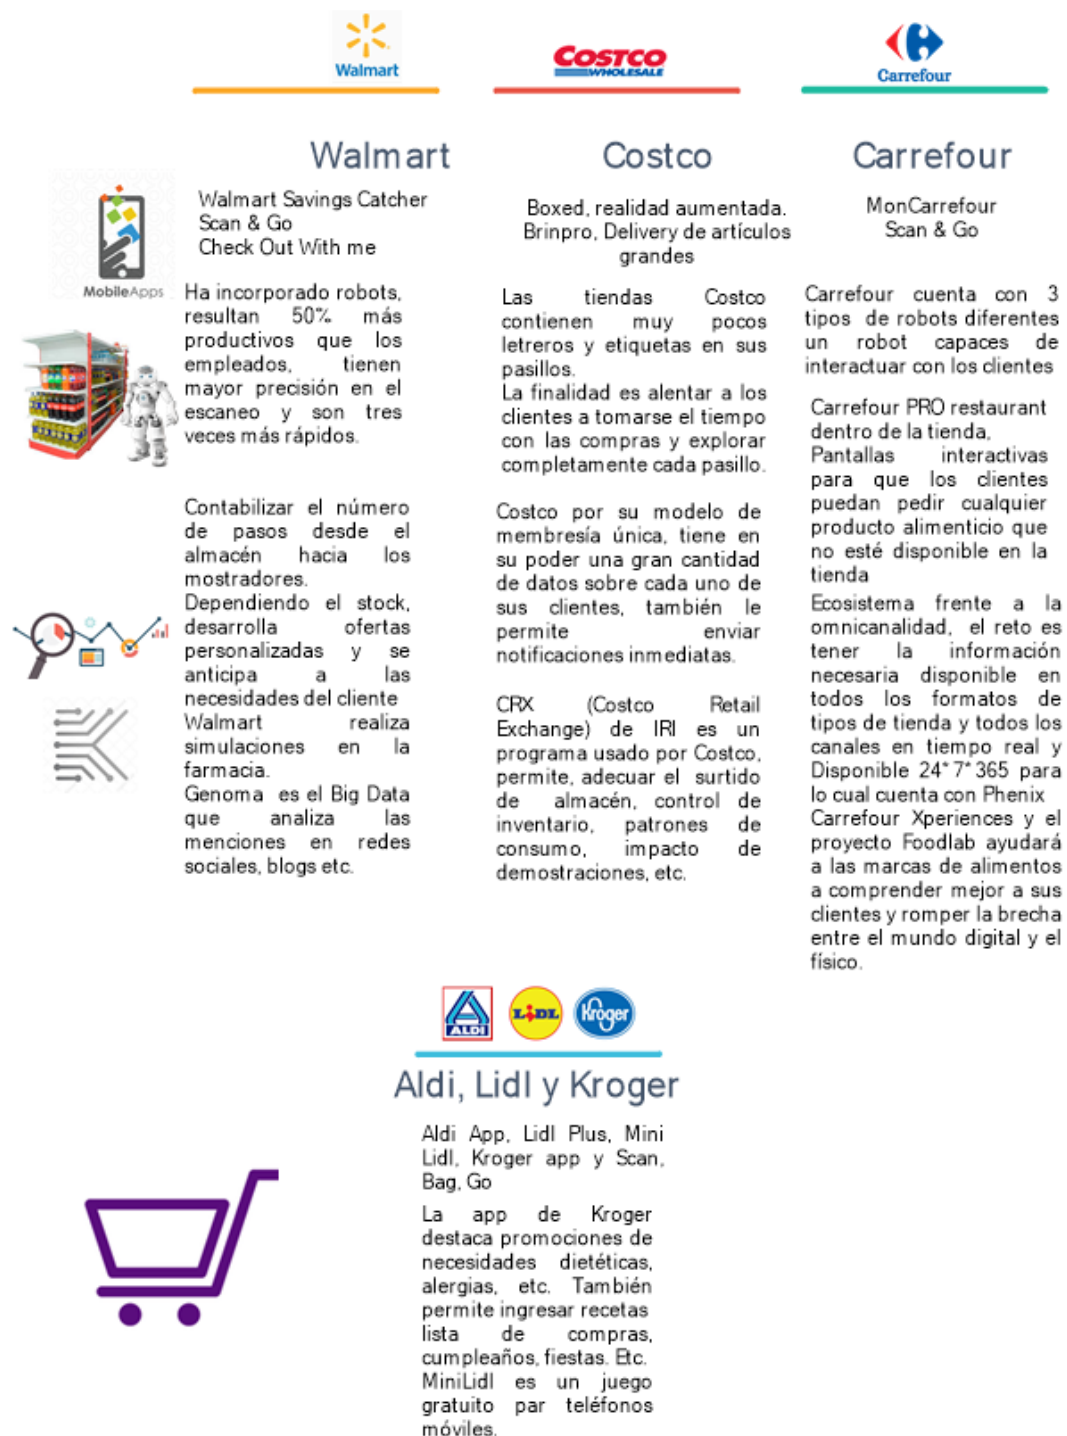 Walmart
COSTCO
WHOLESALE
Carrefour
Walmart
Costco
Carrefour
MobileApps
Walmart Savings Catcher
Scan & Go
Check Out With me
Boxed, realidad aumentada.
Brinpro, Delivery de artículos
grandes
MonCarrefour
Scan & Go
Ha incorporado robots,
resultan 50% más
productivos que los
empleados, tienen
mayor precisión en el
escaneo y son tres
veces más rápidos.
Las tiendas Costco
contienen muy pocos
letreros y etiquetas en sus
pasillos.
La finalidad es alentar a los
clientes a tomarse el tiempo
con las compras y explorar
completamente cada pasillo.
Carrefour cuenta con 3
tipos de robots diferentes
un robot capaces de
interactuar con los clientes
Carrefour PRO restaurant
dentro de la tienda,
Pantallas interactivas
para que los clientes
puedan pedir cualquier
producto alimenticio que
no esté disponible en la
tienda
Contabilizar el número
de pasos desde el
almacén hacia los
mostradores.
Dependiendo el stock,
desarrolla ofertas
personalizadas y se
anticipa a las
necesidades del cliente
Walmart realiza
simulaciones en la
farmacia.
Genoma es el Big Data
que analiza las
menciones en redes
sociales, blogs etc.
Costco por su modelo de
membresía única, tiene en
su poder una gran cantidad
de datos sobre cada uno de
sus clientes, también le
permite enviar
notificaciones inmediatas.
CRX (Costco Retail
Exchange) de IRI es un
programa usado por Costco,
permite, adecuar el surtido
de almacén, control de
inventario, patrones de
consumo, impacto de
demostraciones, etc.
Ecosistema frente a la
omnicanalidad, el reto es
tener la información
necesaria disponible en
todos los formatos de
tipos de tienda y todos los
canales en tiempo real y
Disponible 24*7*365 para
lo cual cuenta con Phenix
Carrefour Xperiences y el
proyecto Foodlab ayudará
a las marcas de alimentos
a comprender mejor a sus
clientes y romper la brecha
entre el mundo digital y el
físico.
ALDI
LIDL
Kroger
Aldi, Lidl y Kroger
Aldi App, Lidl Plus, Mini
Lidl, Kroger app y Scan,
Bag, Go
La app de Kroger
destaca promociones de
necesidades dietéticas,
alergias, etc. También
permite ingresar recetas
lista de compras,
cumpleaños, fiestas. Etc.
MiniLidl es un juego
gratuito par teléfonos
móviles.